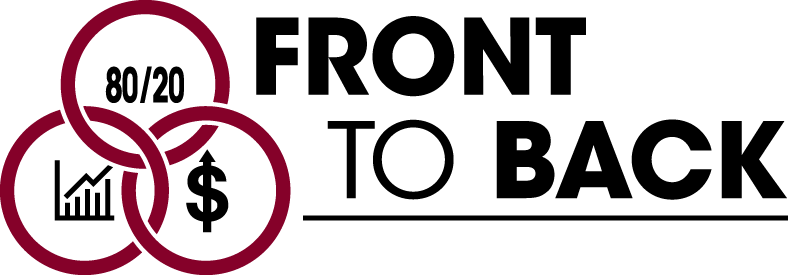 80/20
$
FRONT
TO BACK